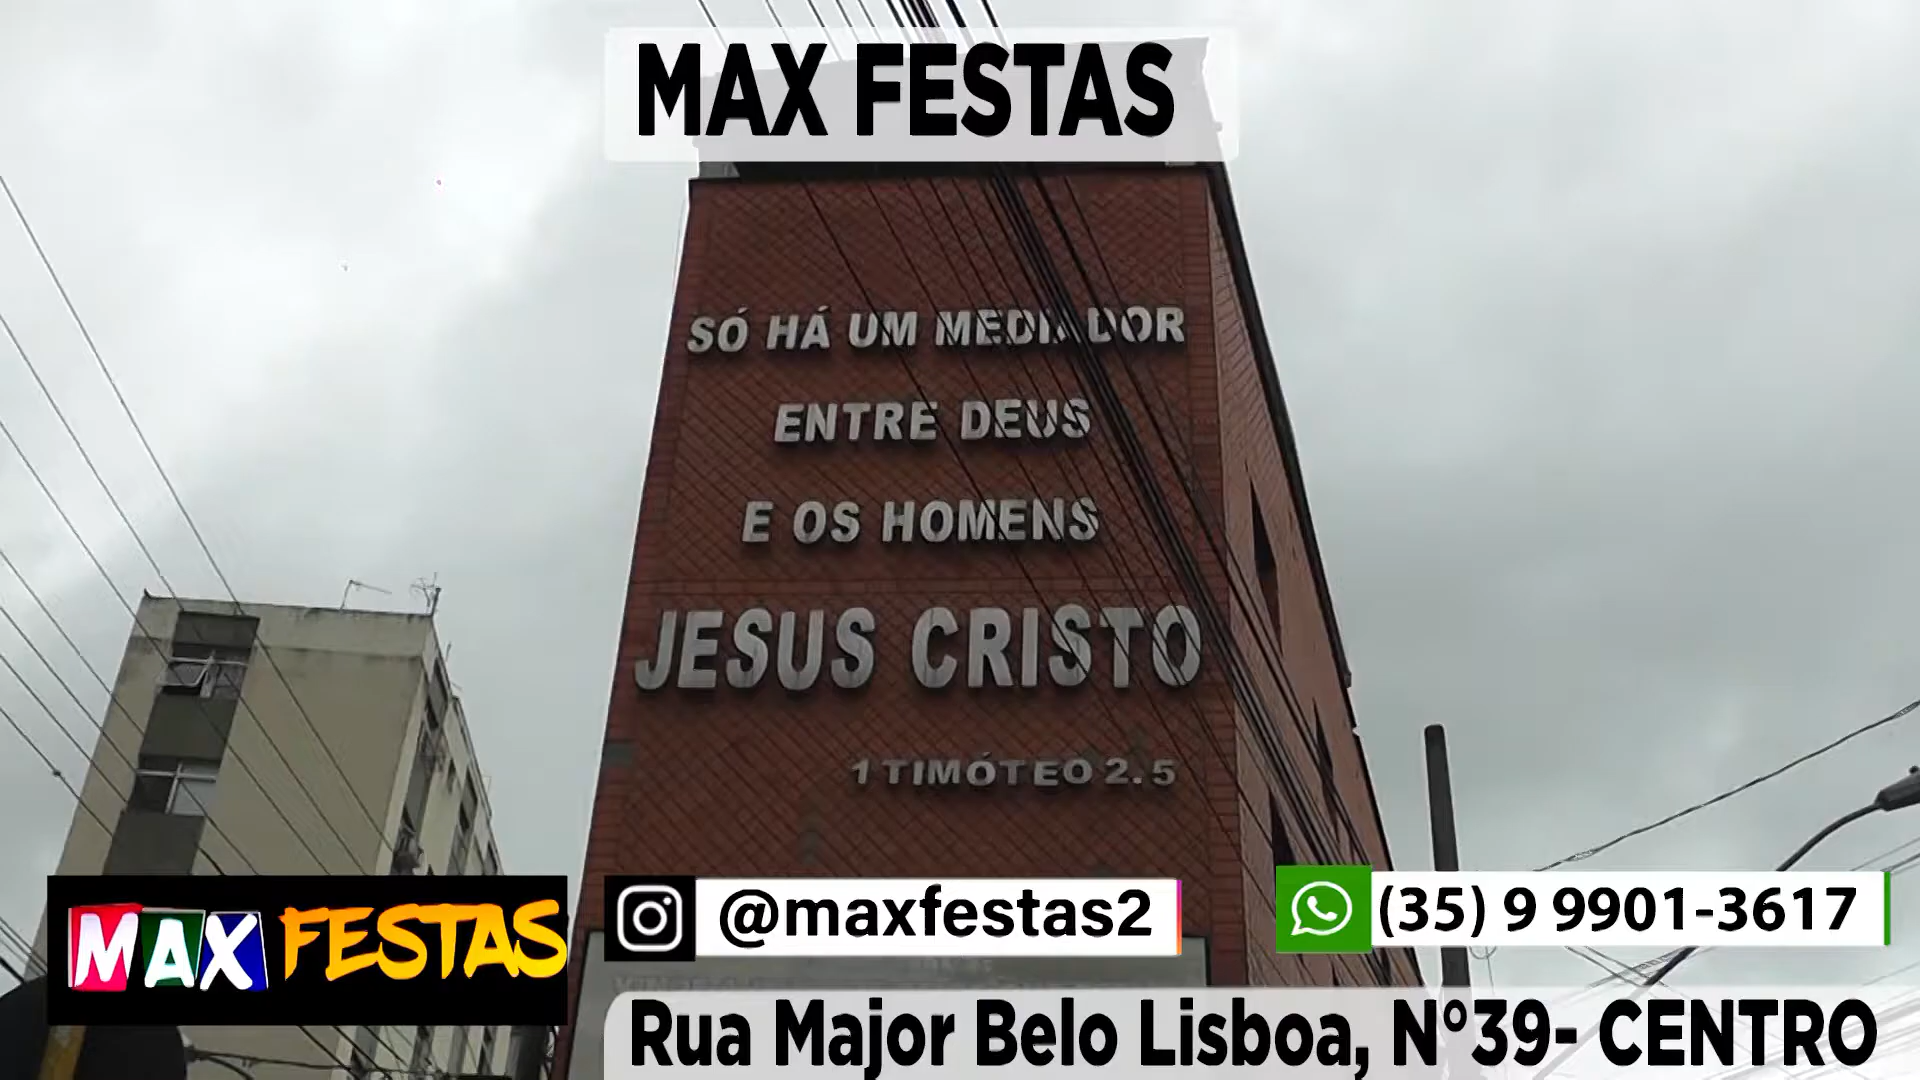 MAX FESTAS
SÓ HÁ UM MEDIADOR
ENTRE DEUS
E OS HOMENS
JESUS CRISTO
1 TIMÓTEO 2.5
MAX FESTAS
@maxfestas2
(35) 9 9901-3617
Rua Major Belo Lisboa, Nº39- CENTRO